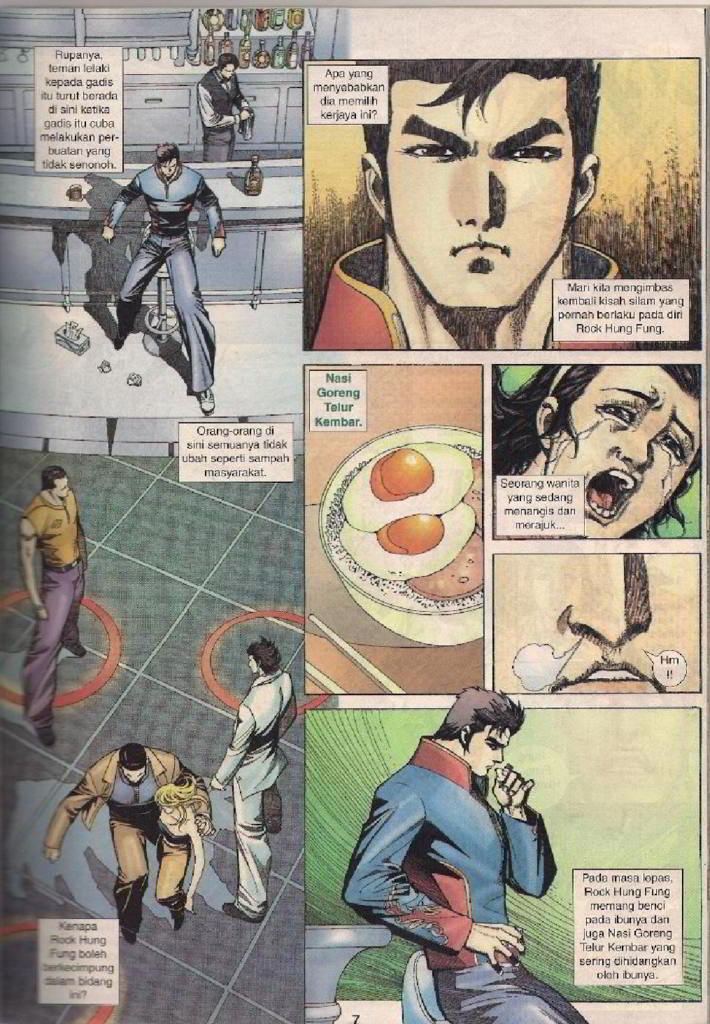 Rupanya,
teman lelaki
kepada gadis
itu turut berada
di sini ketika
gadis itu cuba
melakukan per-
buatan yang
tidak senonoh.
Orang-orang di
sini semuanya tidak
ubah seperti sampah
masyarakat.
Kenapa
Rock Hung
Fung boleh
berkecimpung
dalam bidang
ini?
Apa yang
menyebabkan
dia memilih
kerjaya ini?
Mari kita mengimbas
kembali kisah silam yang
pernah berlaku pada diri
Rock Hung Fung.
Nasi
Goreng
Telur
Kembar.
Seorang wanita
yang sedang
menangis dan
merajuk...
Hm
!!
Pada masa lepas,
Rock Hung Fung
memang benci
pada ibunya dan
juga Nasi Goreng
Telur Kembar yang
sering dihidangkan
oleh ibunya.
7